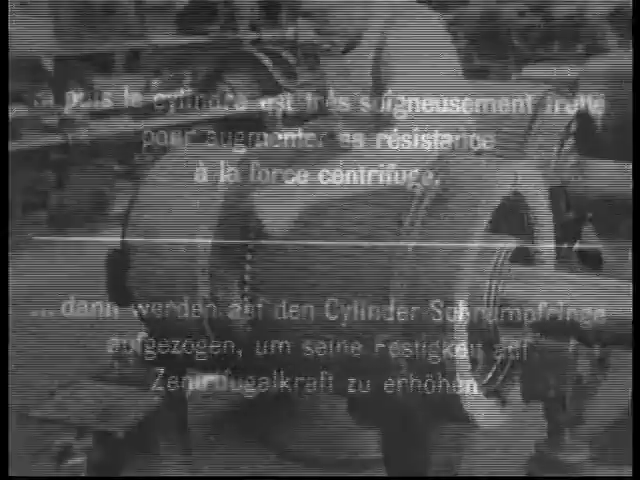 ... puis le cylindre est très soigneusement frette
pour augmenter sa résistance
à la force centrifuge.
... dann werden auf den Cylinder Schrumpfringe
aufgezogen, um seine Festigkeit auf
Zentrifugalkraft zu erhöhen